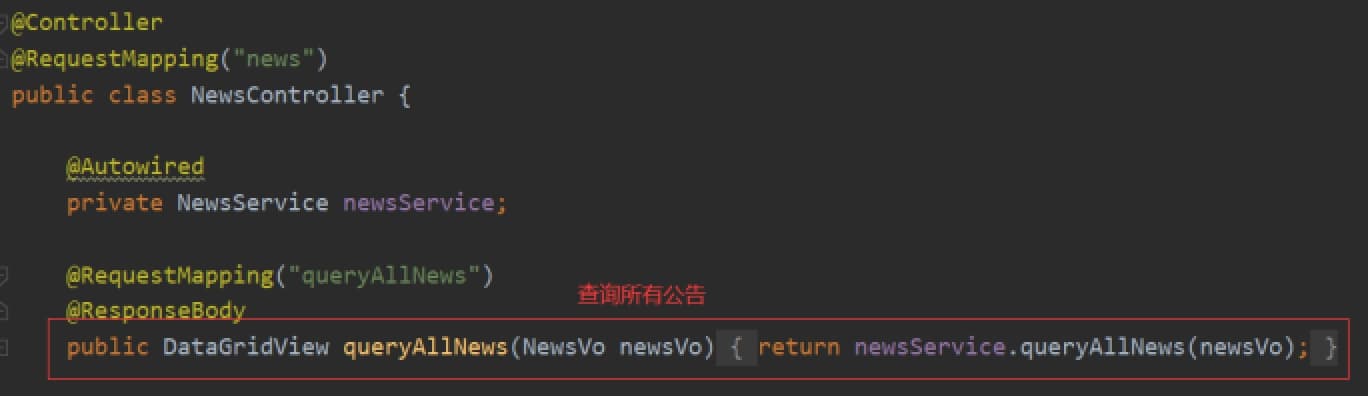 @Controller
@RequestMapping("news")
public class NewsController {
@Autowired
private NewsService newsService;
@RequestMapping("queryAllNews")
查询所有公告
@ResponseBody
public DataGridView queryAllNews(NewsVo newsVo) { return newsService.queryAllNews(newsVo); }